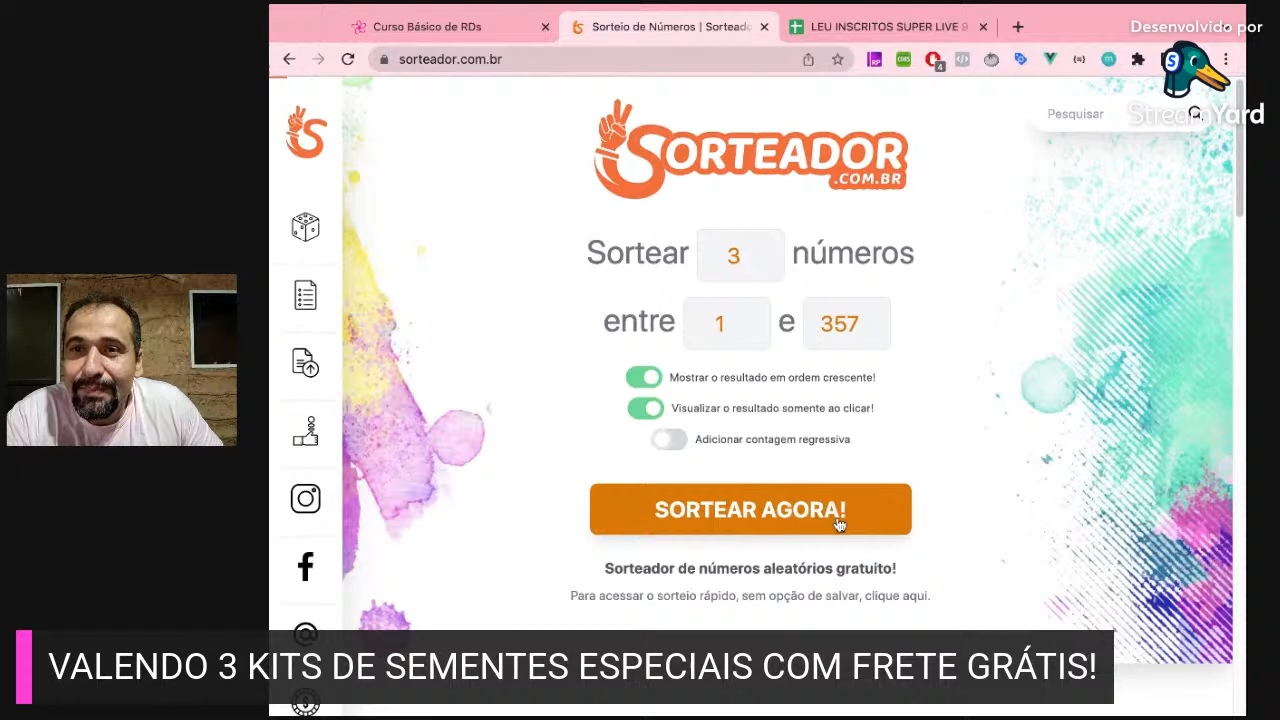 Curso Básico de RDs
Sorteio de Números | Sorteado
LEU INSCRITOS SUPER LIVE 9
Desenvolvido por
StreamYard
sorteador.com.br
4
SORTEADOR
.COM.BR
Pesquisar
Sortear 3 números
entre 1 e 357
Mostrar o resultado em ordem crescente!
Visualizar o resultado somente ao clicar!
Adicionar contagem regressiva
SORTEAR AGORA!
Sorteador de números aleatórios gratuito!
Para acessar o sorteio rápido, sem opção de salvar, clique aqui.
VALENDO 3 KITS DE SEMENTES ESPECIAIS COM FRETE GRÁTIS!